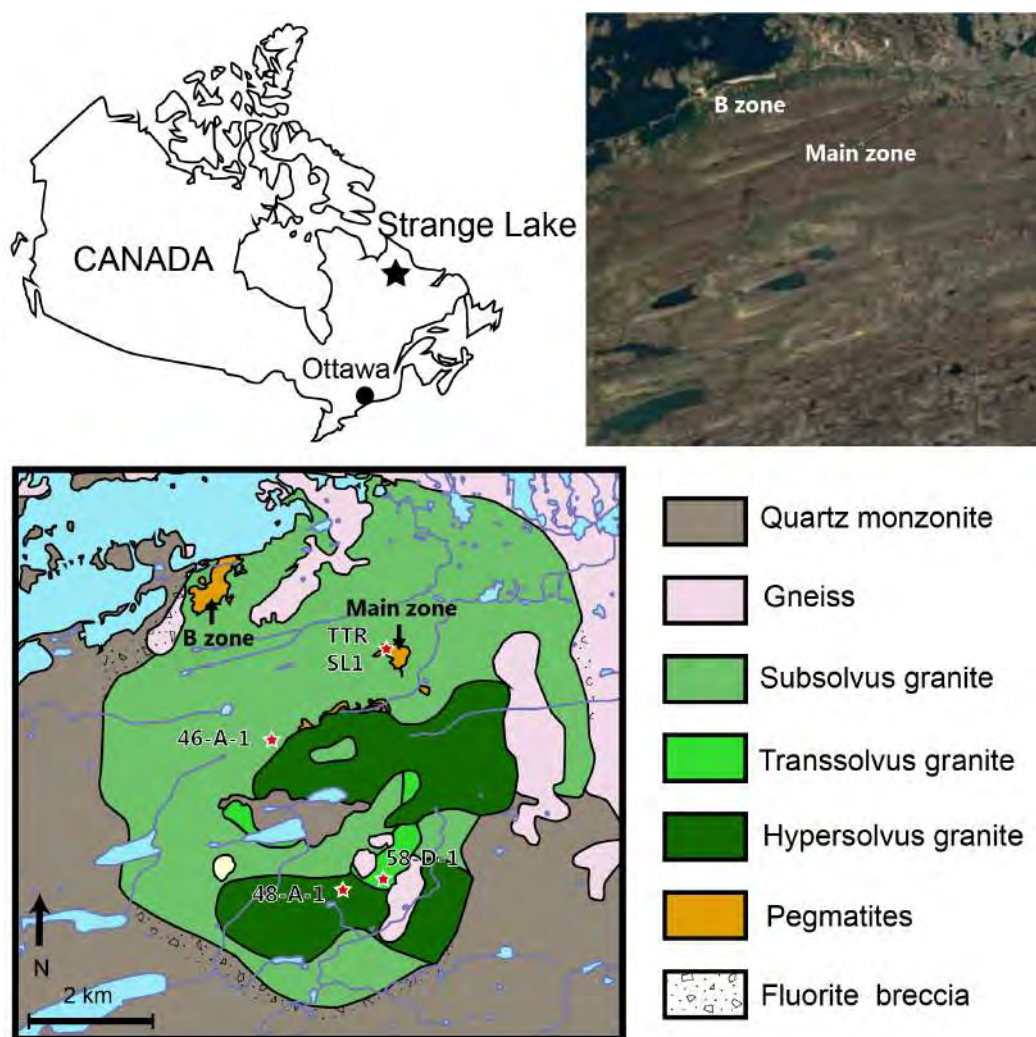 CANADA
Strange Lake
Ottawa
B zone
Main zone
B zone
Main zone
TTR
SL1
46-A-1
58-D-1
48-A-1
N
2 km
Quartz monzonite
Gneiss
Subsolvus granite
Transsolvus granite
Hypersolvus granite
Pegmatites
Fluorite breccia